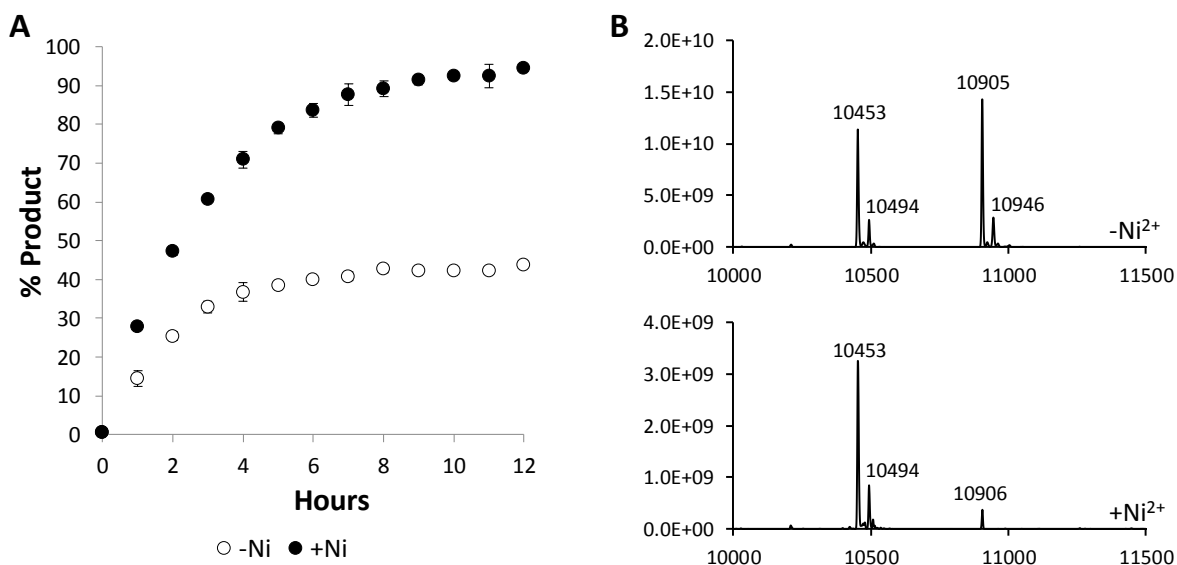 A
% Product
100
90
80
70
60
50
40
30
20
10
0
0 2 4 6 8 10 12
Hours
-Ni +Ni
B
2.0E+10
1.5E+10
1.0E+10
5.0E+09
0.0E+00
10453
10494
10905
10946
-Ni²⁺
10000 10500 11000 11500
4.0E+09
3.0E+09
2.0E+09
1.0E+09
0.0E+00
10453
10494
10906
+Ni²⁺
10000 10500 11000 11500